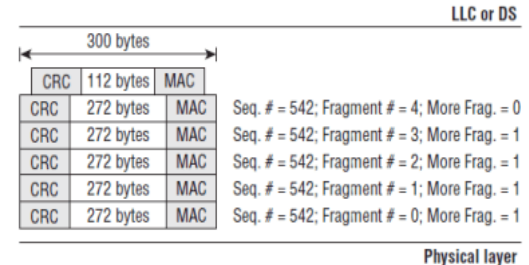 LLC or DS
300 bytes
CRC 112 bytes MAC
CRC 272 bytes MAC Seq. # = 542; Fragment # = 4; More Frag. = 0
CRC 272 bytes MAC Seq. # = 542; Fragment # = 3; More Frag. = 1
CRC 272 bytes MAC Seq. # = 542; Fragment # = 2; More Frag. = 1
CRC 272 bytes MAC Seq. # = 542; Fragment # = 1; More Frag. = 1
CRC 272 bytes MAC Seq. # = 542; Fragment # = 0; More Frag. = 1
Physical layer